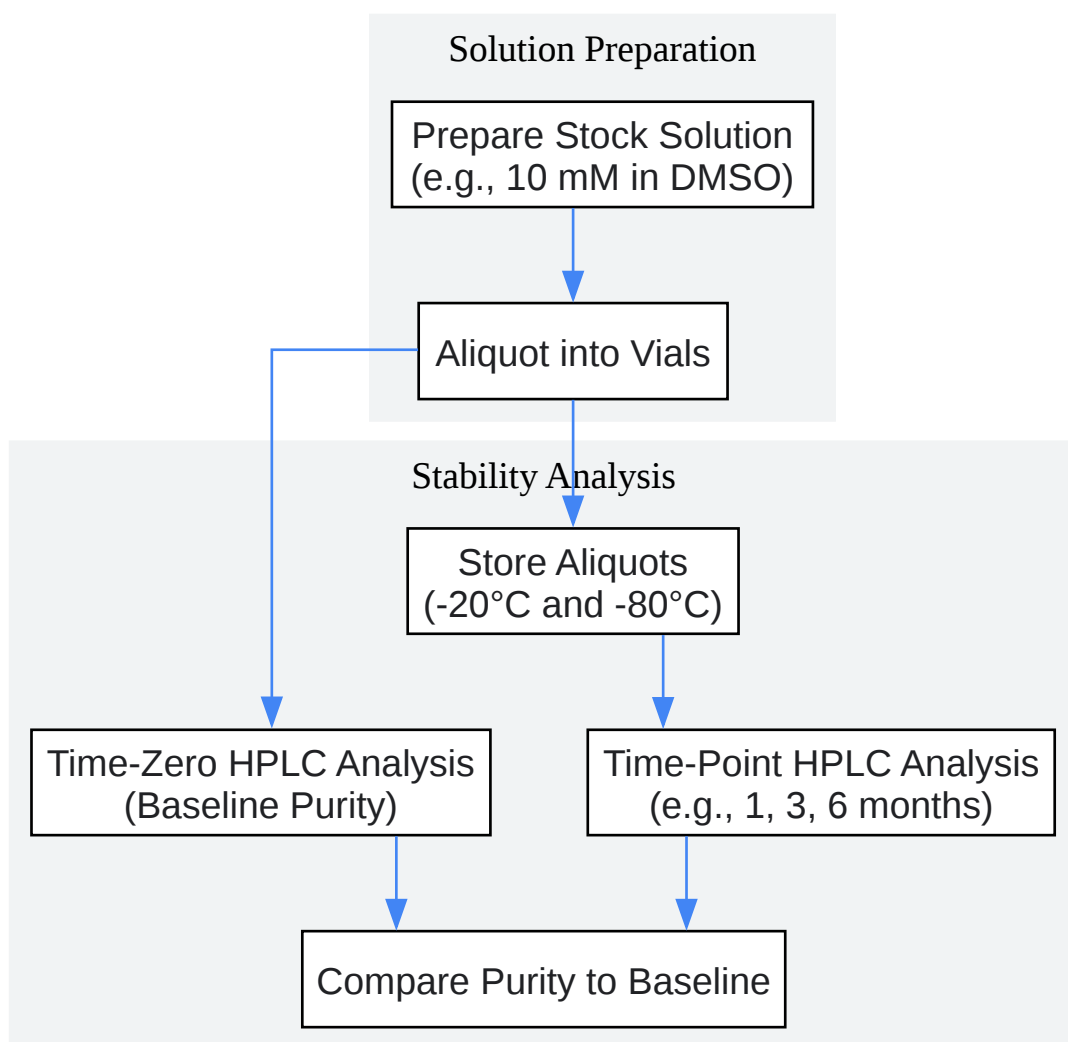 Solution Preparation
Prepare Stock Solution
(e.g., 10 mM in DMSO)
Aliquot into Vials
Stability Analysis
Store Aliquots
(-20°C and -80°C)
Time-Zero HPLC Analysis
(Baseline Purity)
Time-Point HPLC Analysis
(e.g., 1, 3, 6 months)
Compare Purity to Baseline